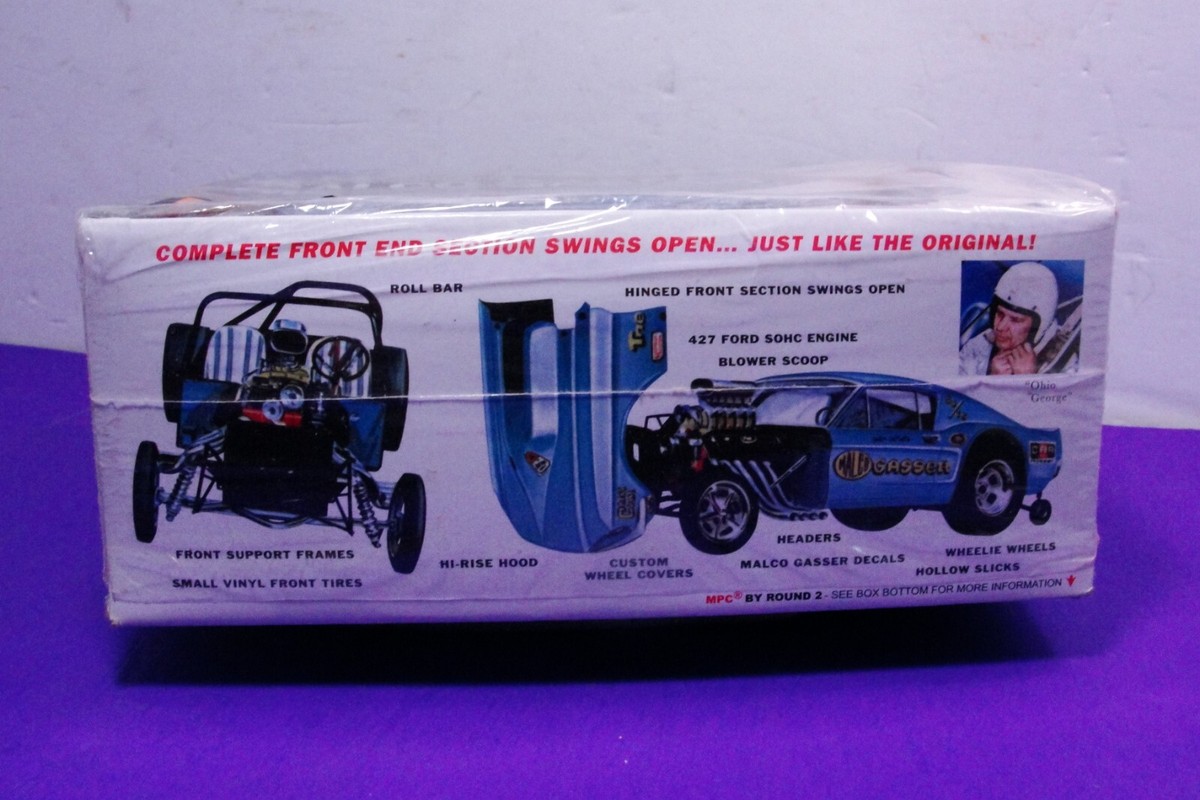 COMPLETE FRONT END SECTION SWINGS OPEN... JUST LIKE THE ORIGINAL!
ROLL BAR
HINGED FRONT SECTION SWINGS OPEN
427 FORD SOHC ENGINE
BLOWER SCOOP
"Ohio
George"
MALCO GASSER
HEADERS
FRONT SUPPORT FRAMES
HI-RISE HOOD
CUSTOM
WHEEL COVERS
MALCO GASSER DECALS
WHEELIE WHEELS
HOLLOW SLICKS
SMALL VINYL FRONT TIRES
MPC® BY ROUND 2 - SEE BOX BOTTOM FOR MORE INFORMATION